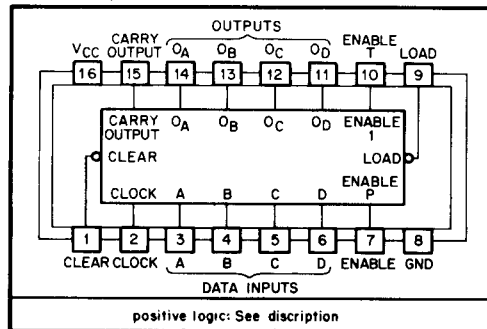 OUTPUTS
CARRY ENABLE
VCC OUTPUT OA OB OC OD T LOAD
16 15 14 13 12 11 10 9
CARRY OUTPUT OA OB OC OD ENABLE 1
CLEAR LOAD
CLOCK A B C D ENABLE P
1 2 3 4 5 6 7 8
CLEAR CLOCK A B C D ENABLE GND
DATA INPUTS
positive logic: See discription